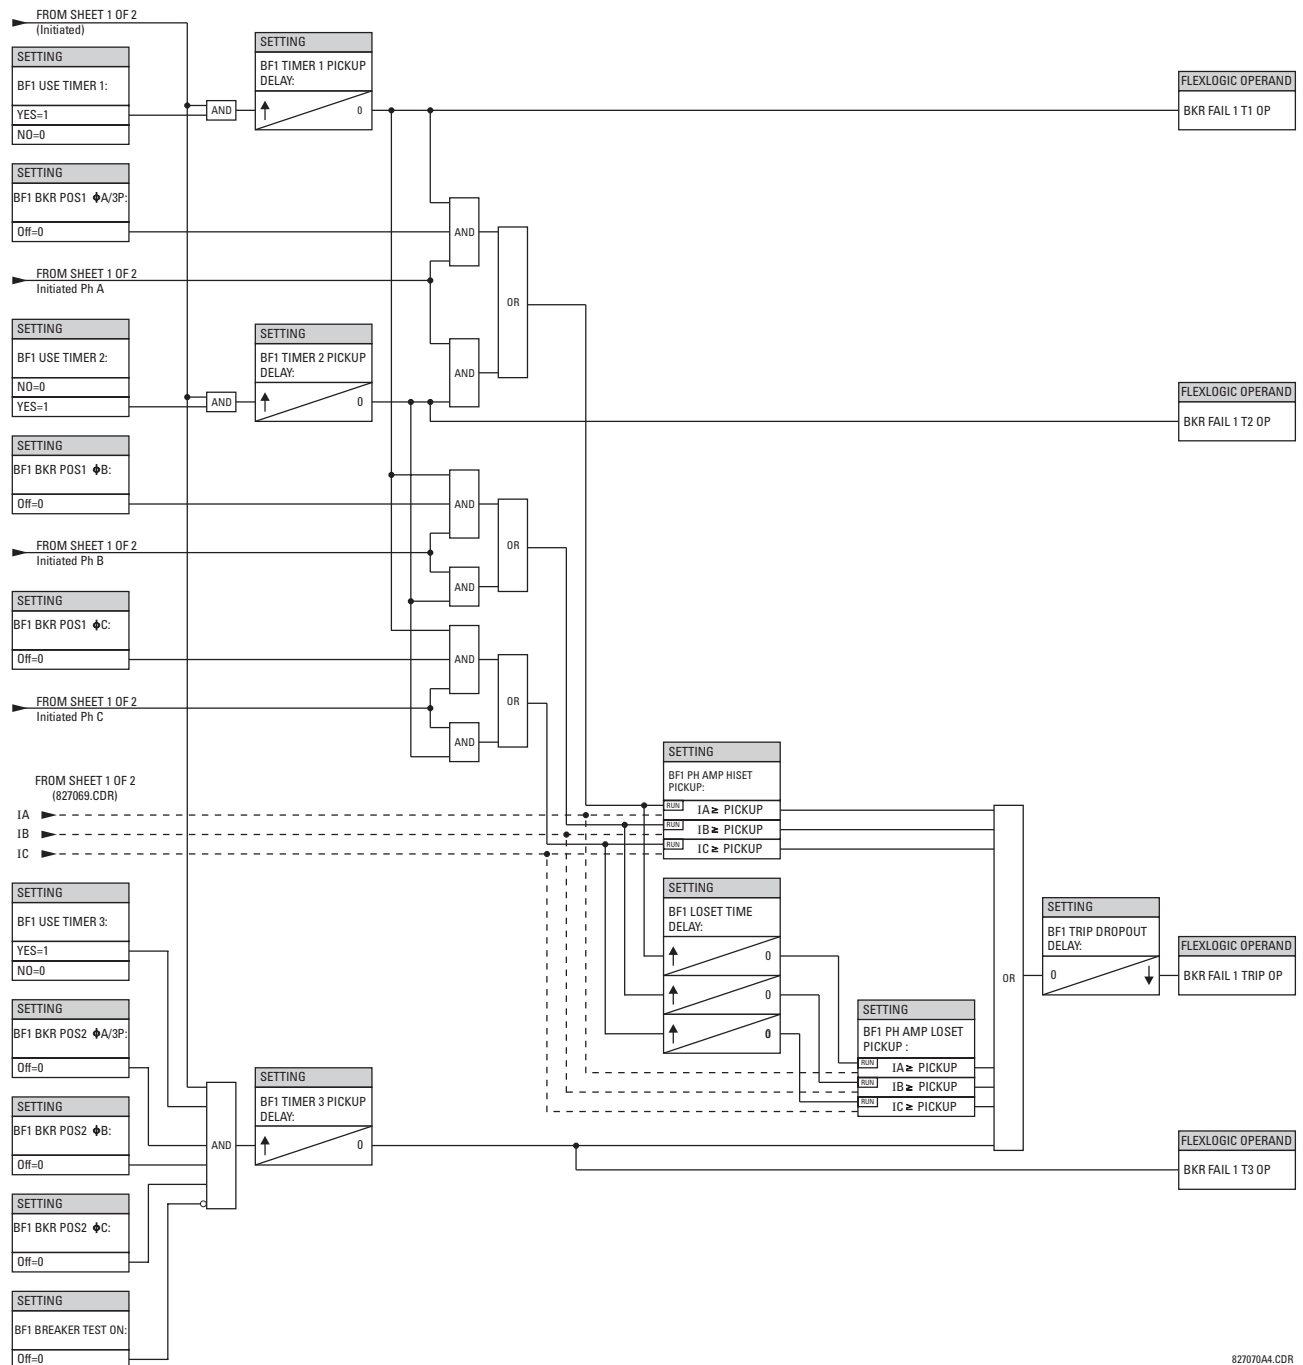 FROM SHEET 1 OF 2
(Initiated)
SETTING
BF1 USE TIMER 1:
YES=1
NO=0
AND
SETTING
BF1 TIMER 1 PICKUP
DELAY:
0
FLEXLOGIC OPERAND
BKR FAIL 1 T1 OP
SETTING
BF1 BKR POS1 ϕA/3P:
Off=0
AND
FROM SHEET 1 OF 2
Initiated Ph A
OR
SETTING
BF1 USE TIMER 2:
NO=0
YES=1
AND
SETTING
BF1 TIMER 2 PICKUP
DELAY:
0
AND
FLEXLOGIC OPERAND
BKR FAIL 1 T2 OP
SETTING
BF1 BKR POS1 ϕB:
Off=0
AND
FROM SHEET 1 OF 2
Initiated Ph B
OR
AND
SETTING
BF1 BKR POS1 ϕC:
Off=0
AND
FROM SHEET 1 OF 2
Initiated Ph C
OR
AND
FROM SHEET 1 OF 2
(827069.CDR)
IA
IB
IC
SETTING
BF1 PH AMP HISET
PICKUP:
RUN IA ≥ PICKUP
RUN IB ≥ PICKUP
RUN IC ≥ PICKUP
SETTING
BF1 LOSET TIME
DELAY:
0
0
0
SETTING
BF1 PH AMP LOSET
PICKUP :
RUN IA ≥ PICKUP
RUN IB ≥ PICKUP
RUN IC ≥ PICKUP
OR
SETTING
BF1 TRIP DROPOUT
DELAY:
0
FLEXLOGIC OPERAND
BKR FAIL 1 TRIP OP
SETTING
BF1 USE TIMER 3:
YES=1
NO=0
SETTING
BF1 BKR POS2 ϕA/3P:
Off=0
SETTING
BF1 BKR POS2 ϕB:
Off=0
AND
SETTING
BF1 TIMER 3 PICKUP
DELAY:
0
FLEXLOGIC OPERAND
BKR FAIL 1 T3 OP
SETTING
BF1 BKR POS2 ϕC:
Off=0
SETTING
BF1 BREAKER TEST ON:
Off=0
827070A4.CDR